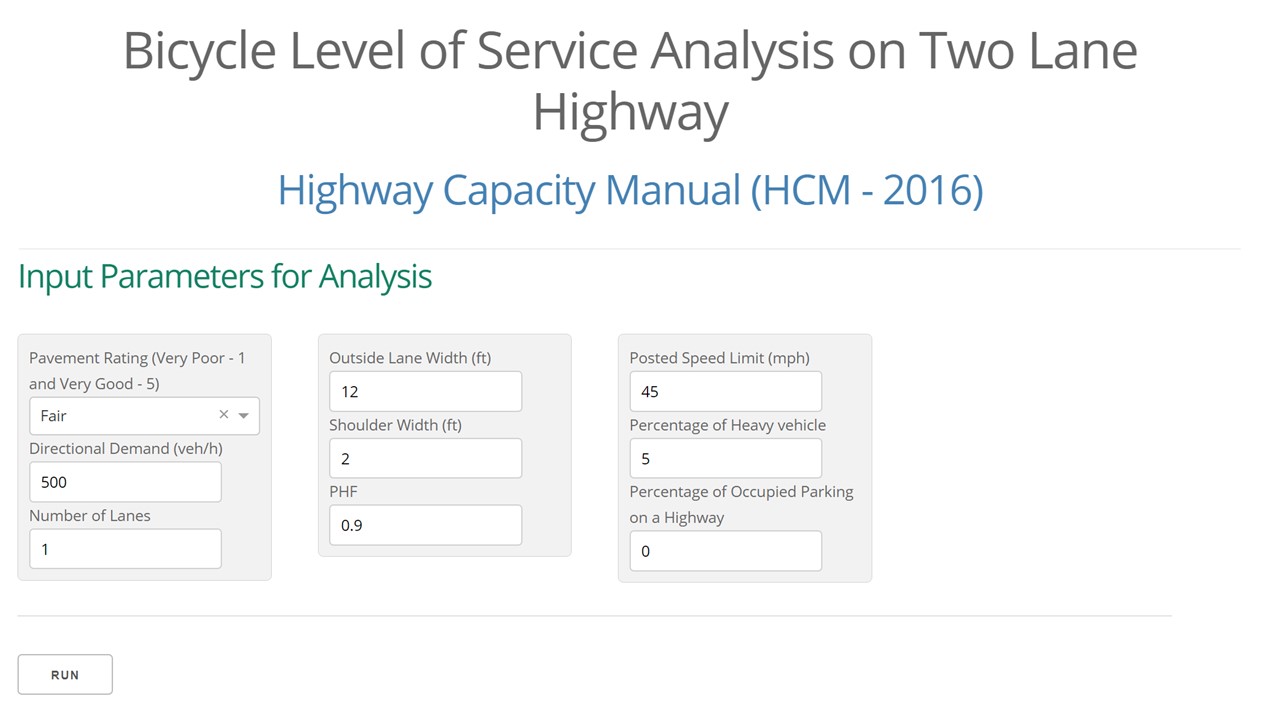 Bicycle Level of Service Analysis on Two Lane
Highway
Highway Capacity Manual (HCM - 2016)
Input Parameters for Analysis
Pavement Rating (Very Poor - 1
and Very Good - 5)
Fair
Directional Demand (veh/h)
500
Number of Lanes
1
Outside Lane Width (ft)
12
Shoulder Width (ft)
2
PHF
0.9
Posted Speed Limit (mph)
45
Percentage of Heavy vehicle
5
Percentage of Occupied Parking
on a Highway
0
RUN